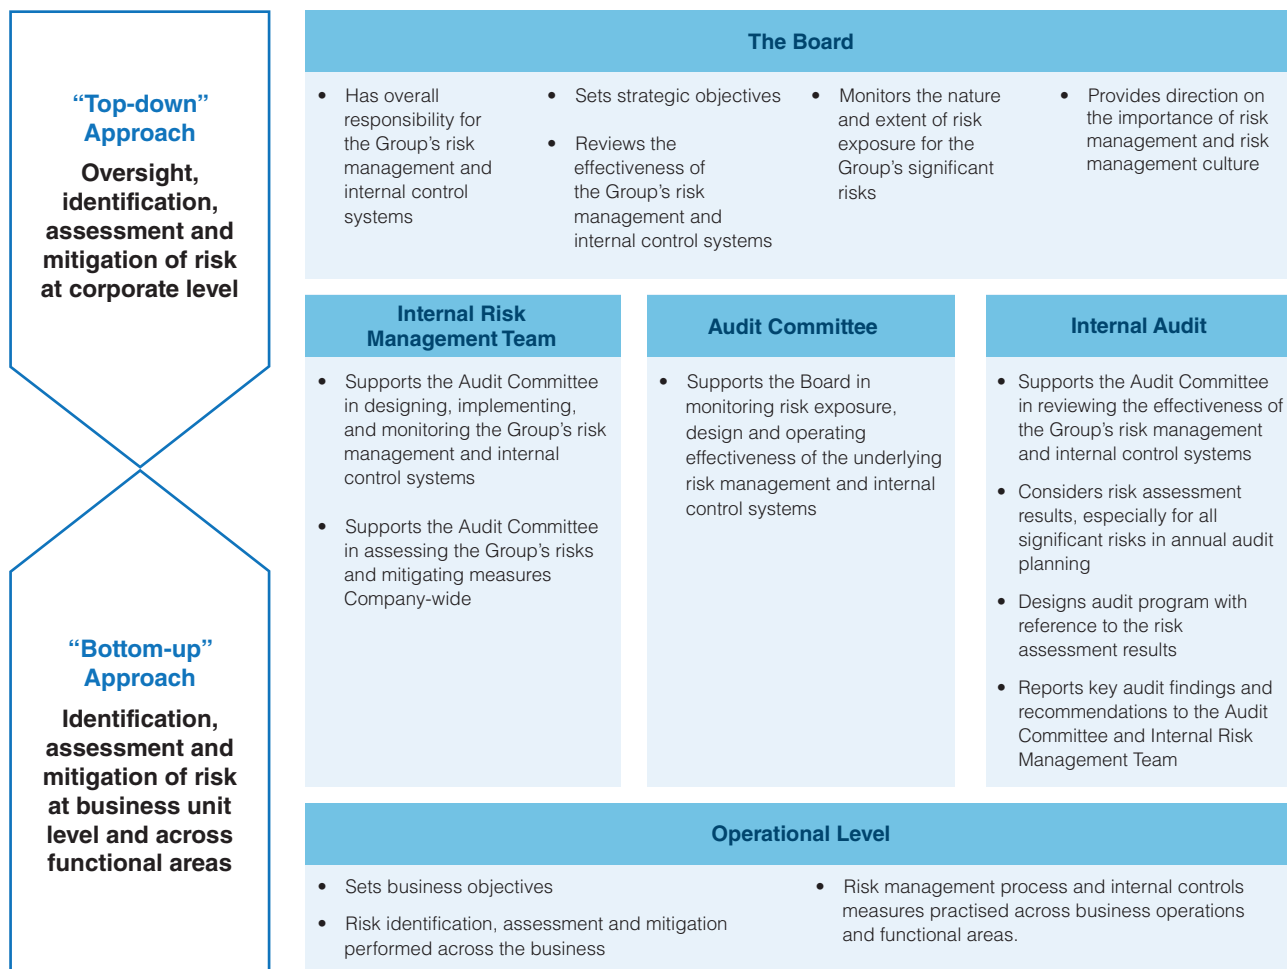 “Top-down”
Approach
Oversight,
identification,
assessment and
mitigation of risk
at corporate level
“Bottom-up”
Approach
Identification,
assessment and
mitigation of risk
at business unit
level and across
functional areas
The Board
• Has overall
responsibility for
the Group’s risk
management and
internal control
systems
• Sets strategic objectives
• Reviews the
effectiveness of
the Group’s risk
management and
internal control systems
• Monitors the nature
and extent of risk
exposure for the
Group’s significant
risks
• Provides direction on
the importance of risk
management and risk
management culture
Internal Risk
Management Team
• Supports the Audit Committee
in designing, implementing,
and monitoring the Group’s risk
management and internal
control systems
• Supports the Audit Committee
in assessing the Group’s risks
and mitigating measures
Company-wide
Audit Committee
• Supports the Board in
monitoring risk exposure,
design and operating
effectiveness of the underlying
risk management and internal
control systems
Internal Audit
• Supports the Audit Committee
in reviewing the effectiveness of
the Group’s risk management
and internal control systems
• Considers risk assessment
results, especially for all
significant risks in annual audit
planning
• Designs audit program with
reference to the risk
assessment results
• Reports key audit findings and
recommendations to the Audit
Committee and Internal Risk
Management Team
Operational Level
• Sets business objectives
• Risk identification, assessment and mitigation
performed across the business
• Risk management process and internal controls
measures practised across business operations
and functional areas.